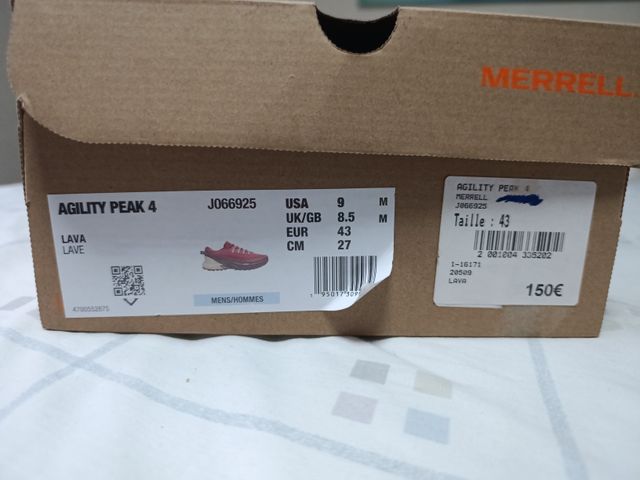 MERRELL
AGILITY PEAK 4 J066925
LAVA
LAVE
USA 9 M
UK/GB 8.5 M
EUR 43
CM 27
MENS/HOMMES
AGILITY PEAK 4
MERRELL
J066925
Taille : 43
2 001004 335202
I-16171
20509
LAVA
150€